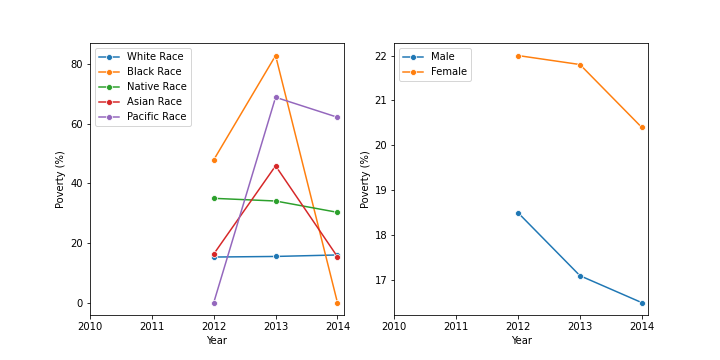 White Race
Black Race
Native Race
Asian Race
Pacific Race
Poverty (%)
80
60
40
20
0
2010 2011 2012 2013 2014
Year
Male
Female
Poverty (%)
22
21
20
19
18
17
2010 2011 2012 2013 2014
Year